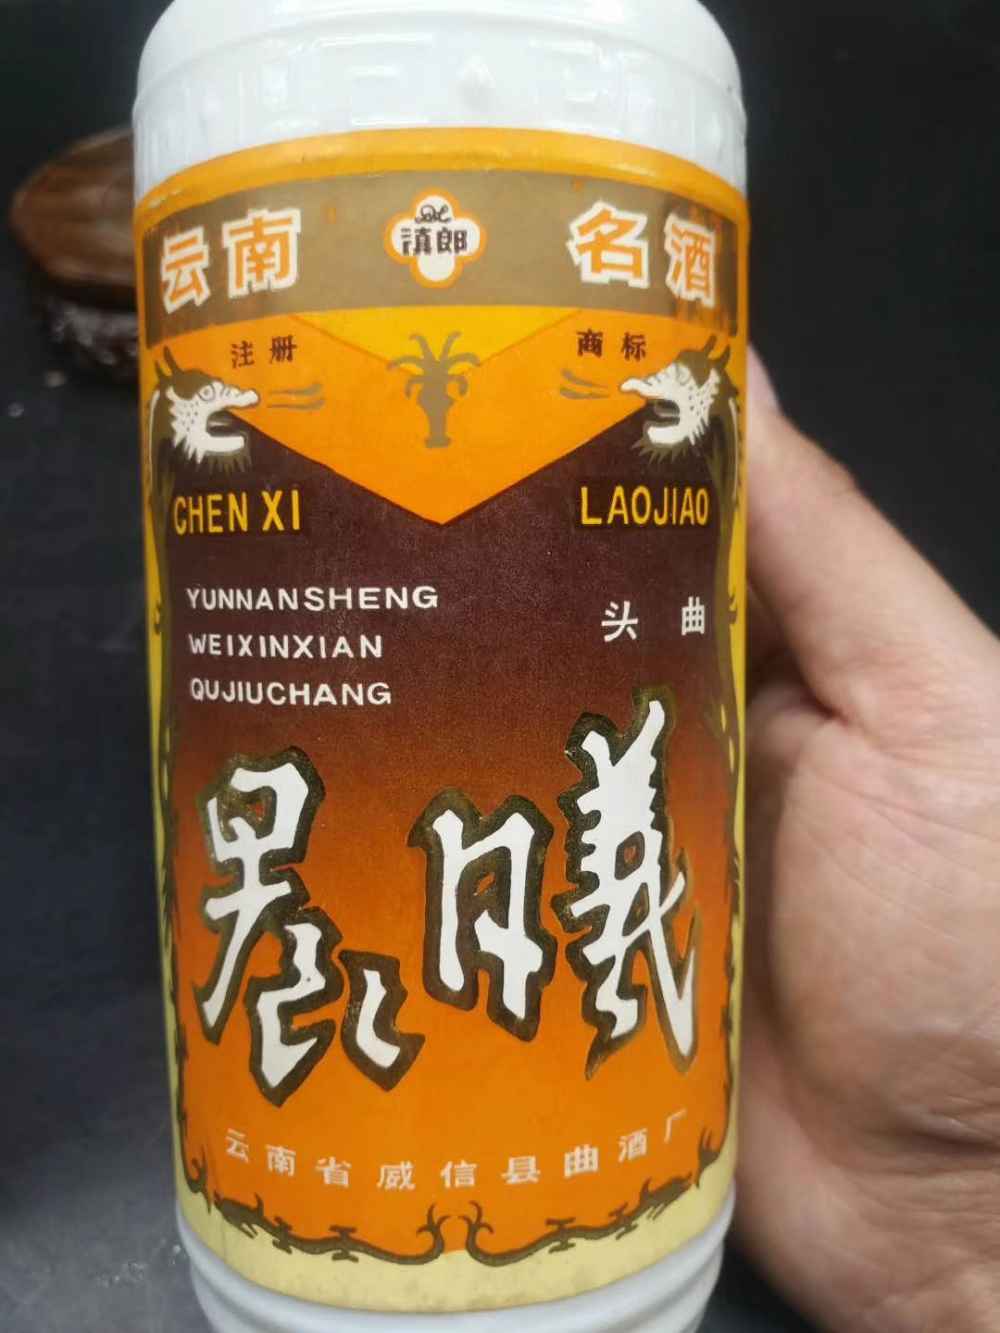 云南 滇郎 名酒
注册 商标
CHEN XI LAOJIAO
YUNNANSHENG
WEIXINXIAN
QUJIUCHANG
头曲
晨曦
云南省威信县曲酒厂